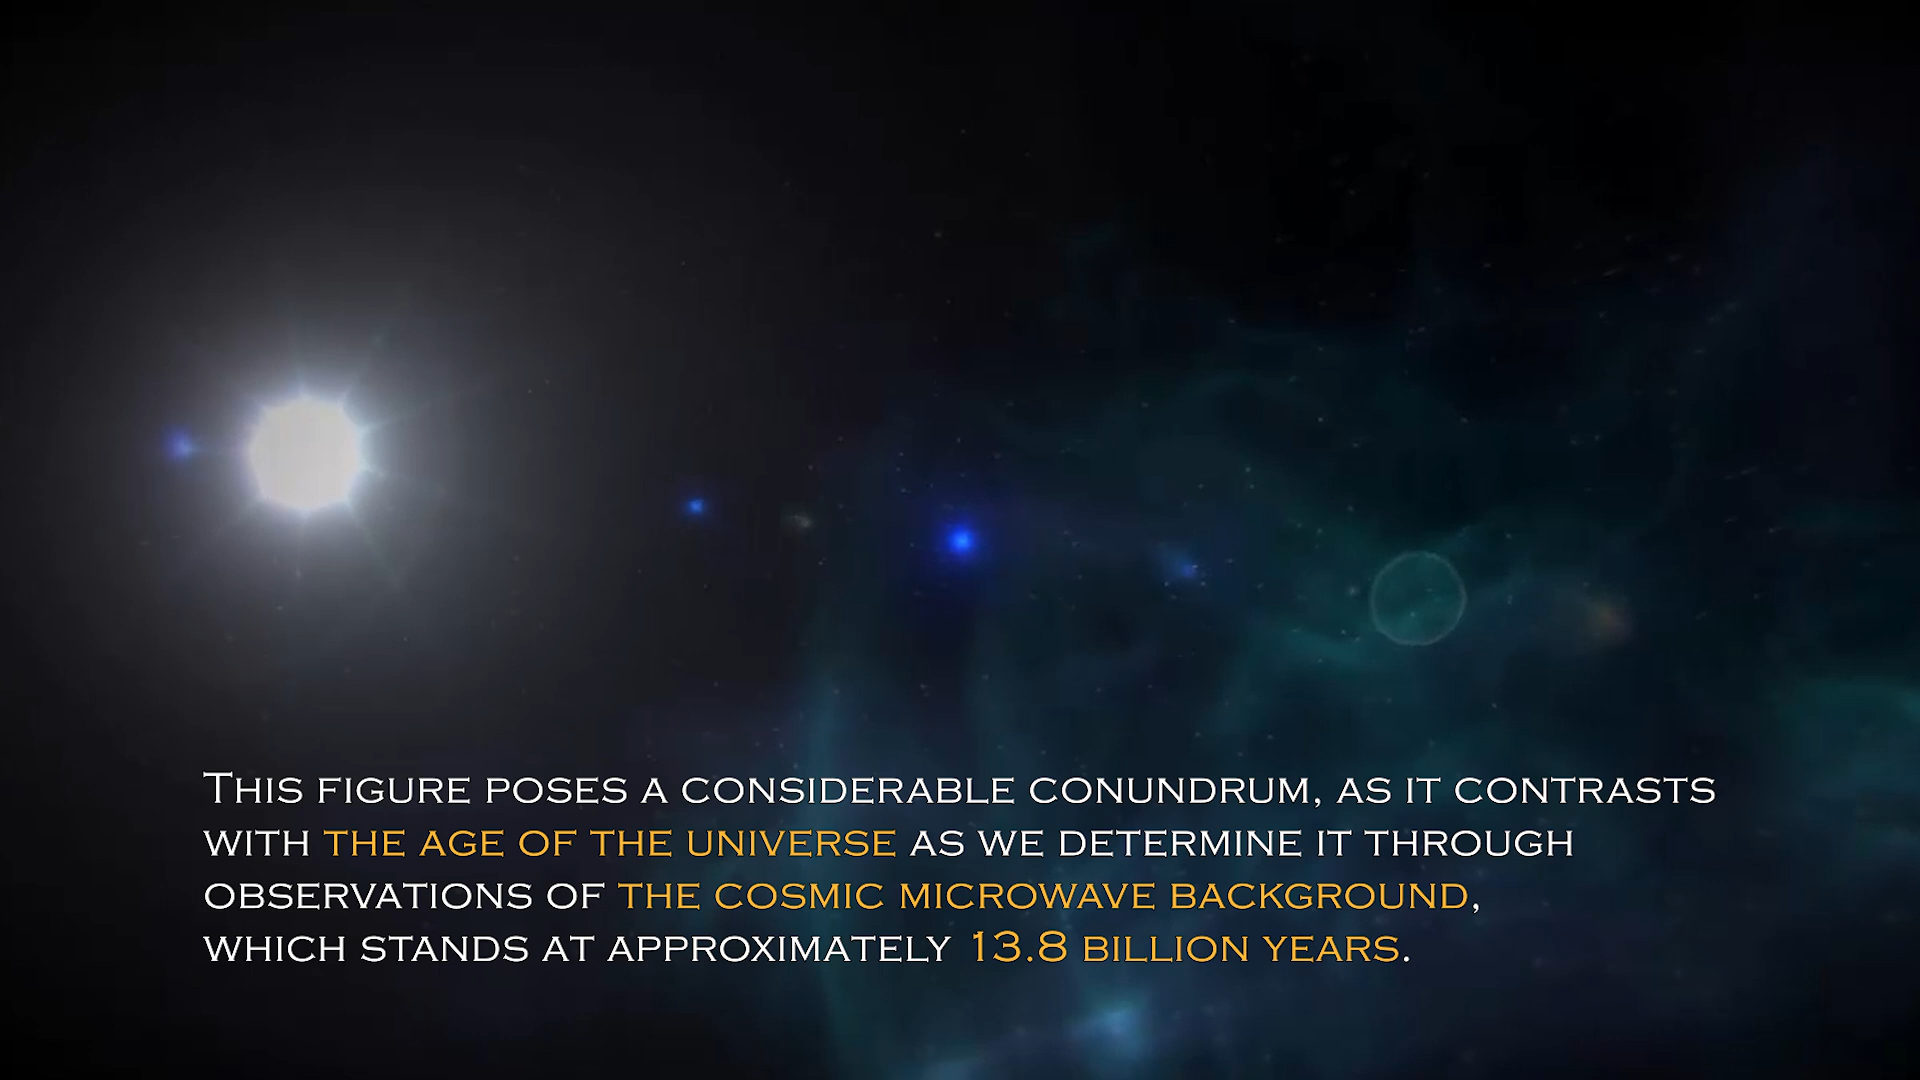 This figure poses a considerable conundrum, as it contrasts
with the age of the universe as we determine it through
observations of the cosmic microwave background,
which stands at approximately 13.8 billion years.